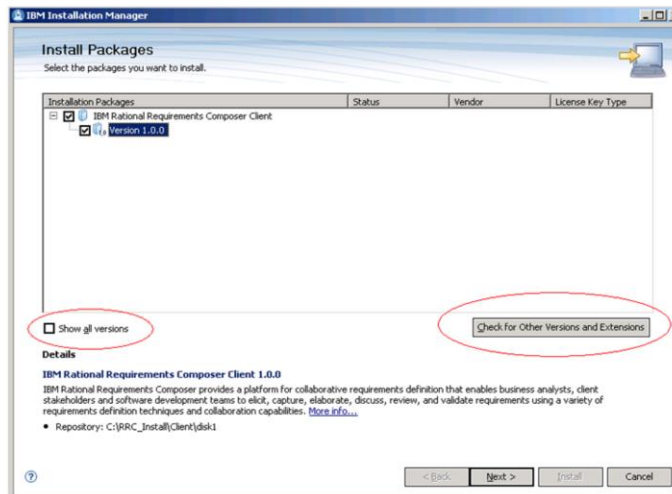 IBM Installation Manager
Install Packages
Select the packages you want to install.
Installation Packages Status Vendor License Key Type
IBM Rational Requirements Composer Client
Version 1.0.0
Show all versions
Check for Other Versions and Extensions
Details
IBM Rational Requirements Composer Client 1.0.0
IBM Rational Requirements Composer provides a platform for collaborative requirements definition that enables business analysts, client
stakeholders and software development teams to elicit, capture, elaborate, discuss, review, and validate requirements using a variety of
requirements definition techniques and collaboration capabilities. More info...
• Repository: C:\RRC_Install\Client\disk1
? < Back Next > Install Cancel